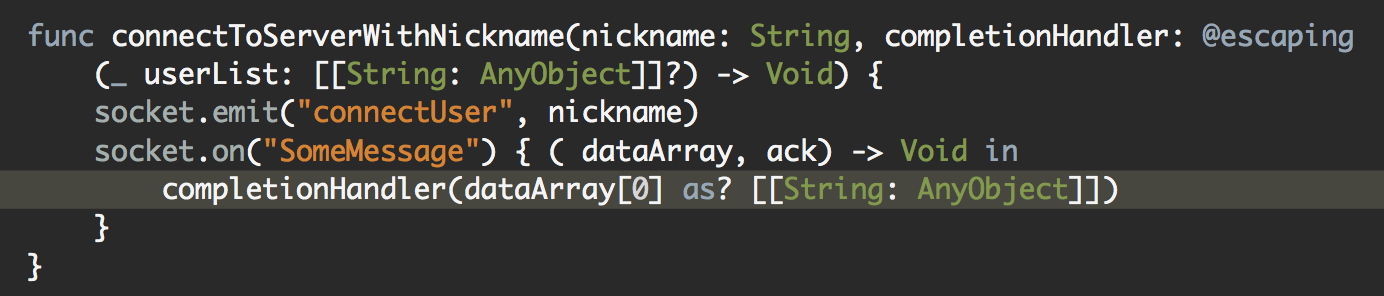 func connectToServerWithNickname(nickname: String, completionHandler: @escaping
(_ userList: [[String: AnyObject]]?) -> Void) {
socket.emit("connectUser", nickname)
socket.on("SomeMessage") { ( dataArray, ack) -> Void in
completionHandler(dataArray[0] as? [[String: AnyObject]])
}
}